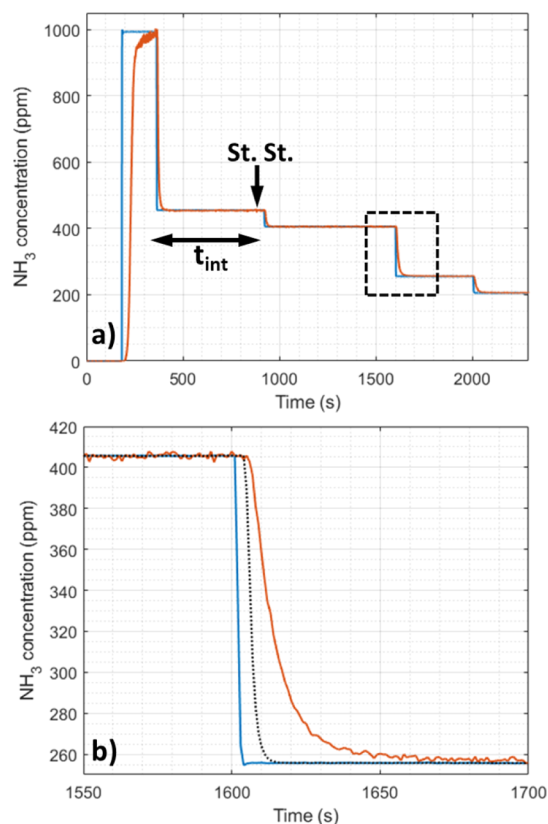 1000
800
600
400
200
0
NH3 concentration (ppm)
St. St.
tint
a)
0 500 1000 1500 2000
Time (s)
420
400
380
360
340
320
300
280
260
NH3 concentration (ppm)
b)
1550 1600 1650 1700
Time (s)